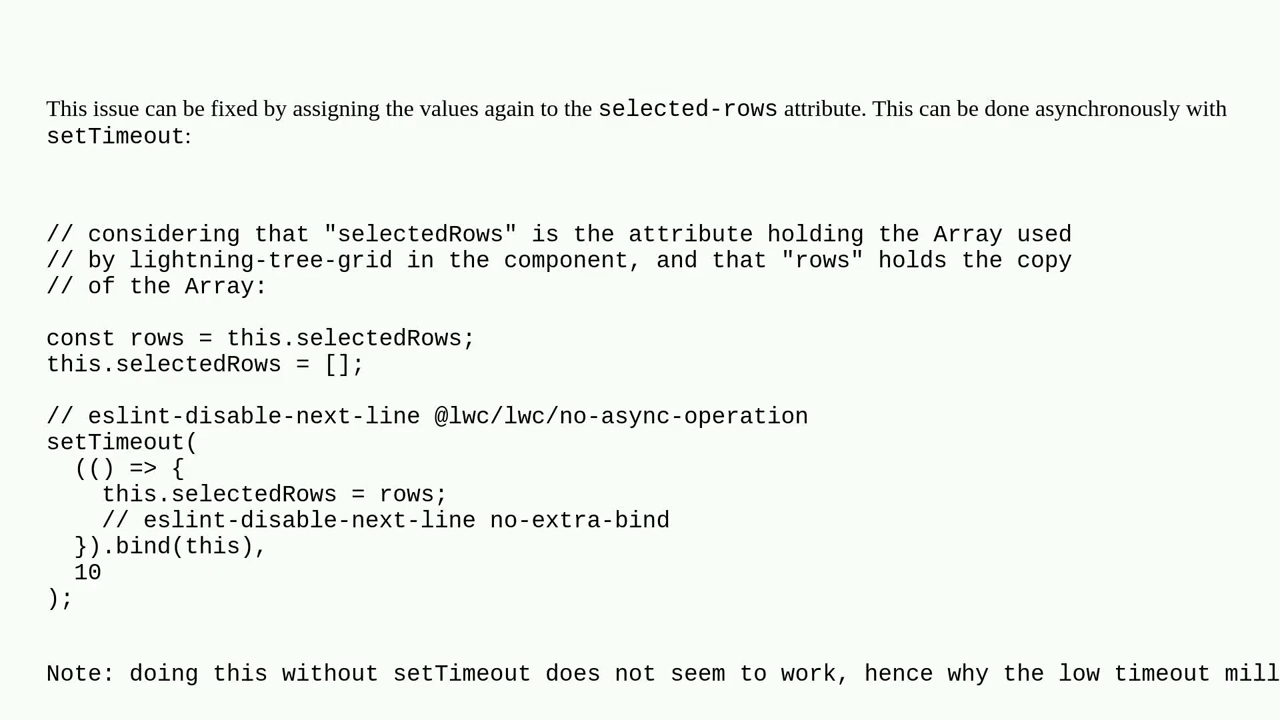 This issue can be fixed by assigning the values again to the selected-rows attribute. This can be done asynchronously with
setTimeout:
// considering that "selectedRows" is the attribute holding the Array used
// by lightning-tree-grid in the component, and that "rows" holds the copy
// of the Array:
const rows = this.selectedRows;
this.selectedRows = [];
// eslint-disable-next-line @lwc/lwc/no-async-operation
setTimeout(
  (() => {
    this.selectedRows = rows;
    // eslint-disable-next-line no-extra-bind
  }).bind(this),
  10
);
Note: doing this without setTimeout does not seem to work, hence why the low timeout mill